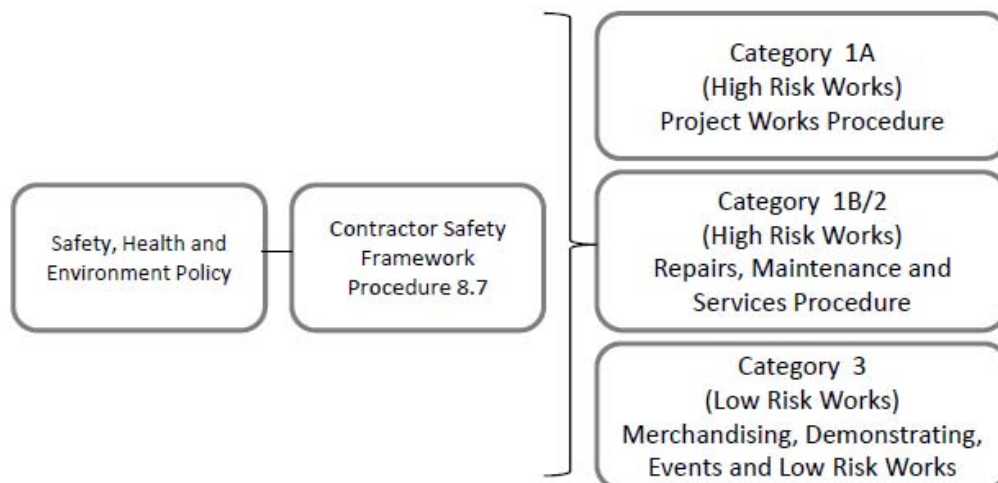 Safety, Health and
Environment Policy
Contractor Safety
Framework
Procedure 8.7
Category 1A
(High Risk Works)
Project Works Procedure
Category 1B/2
(High Risk Works)
Repairs, Maintenance and
Services Procedure
Category 3
(Low Risk Works)
Merchandising, Demonstrating,
Events and Low Risk Works